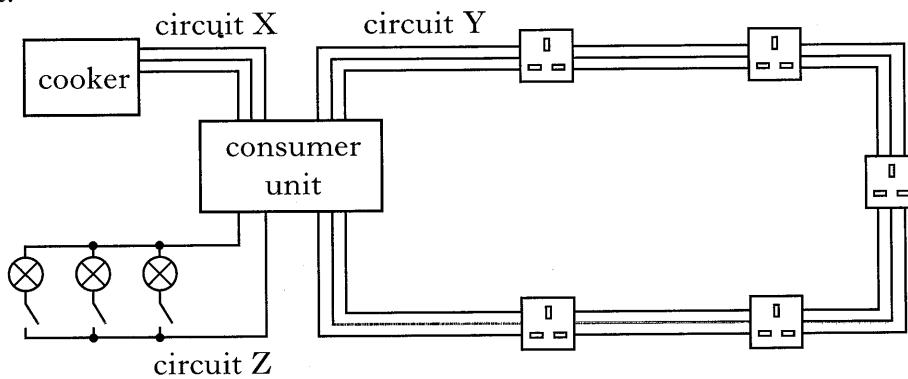 circuit X
circuit Y
cooker
consumer
unit
circuit Z